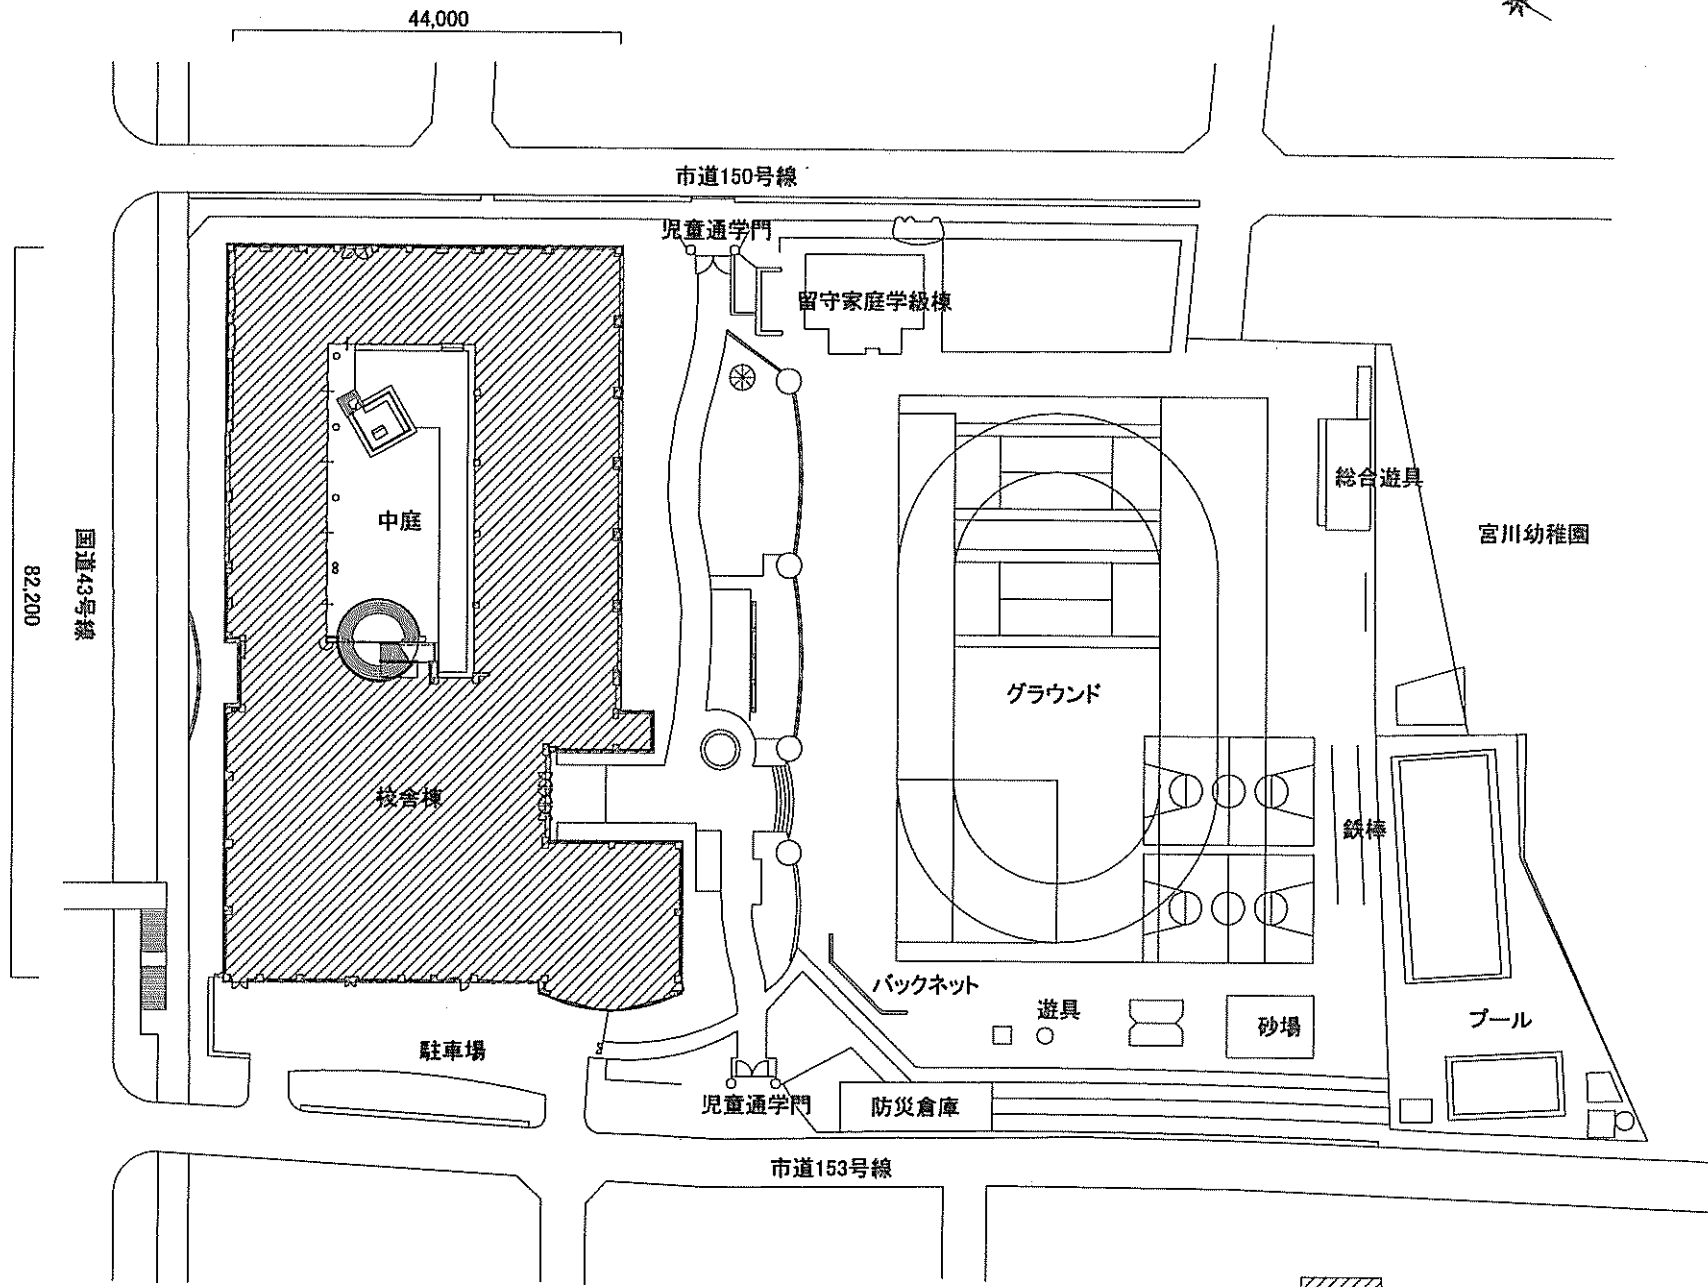 44,000
市道150号線
児童通学門
留守家庭学級棟
総合遊具
中庭
宮川幼稚園
国道43号線
82,200
グラウンド
校舎棟
鉄棒
バックネット
遊具
砂場
プール
駐車場
児童通学門
防災倉庫
市道153号線